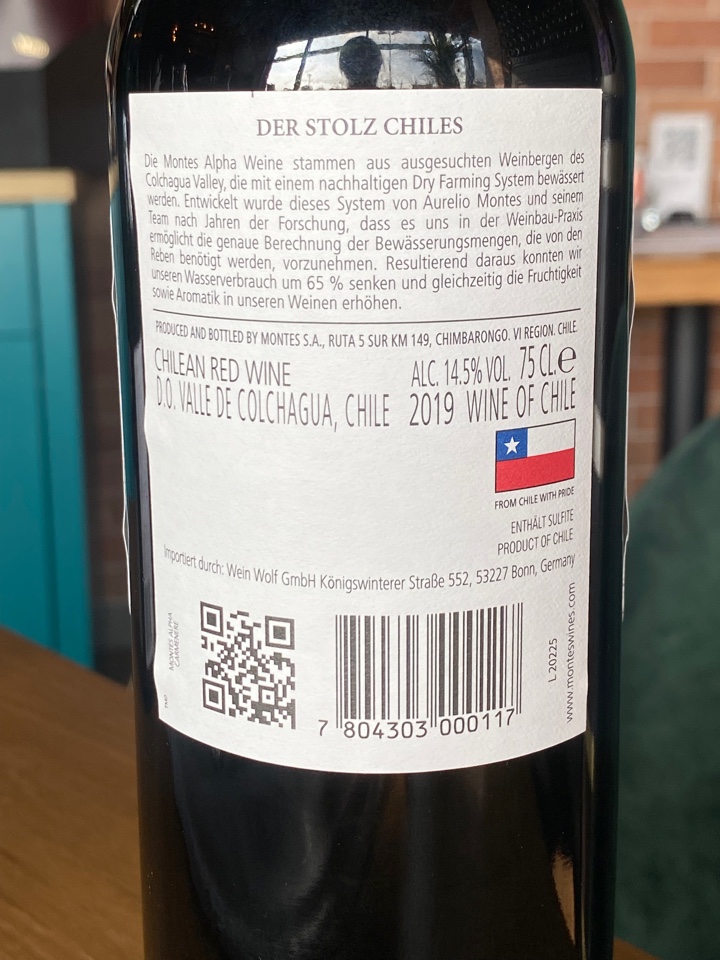 DER STOLZ CHILES
Die Montes Alpha Weine stammen aus ausgesuchten Weinbergen des
Colchagua Valley, die mit einem nachhaltigen Dry Farming System bewässert
werden. Entwickelt wurde dieses System von Aurelio Montes und seinem
Team nach Jahren der Forschung, dass es uns in der Weinbau-Praxis
ermöglicht die genaue Berechnung der Bewässerungsmengen, die von den
Reben benötigt werden, vorzunehmen. Resultierend daraus konnten wir
unseren Wasserverbrauch um 65 % senken und gleichzeitig die Fruchtigkeit
sowie Aromatik in unseren Weinen erhöhen.
PRODUCED AND BOTTLED BY MONTES S.A., RUTA 5 SUR KM 149, CHIMBARONGO. VI REGION. CHILE.
CHILEAN RED WINE ALC. 14.5% VOL. 75 CL. e
D.O. VALLE DE COLCHAGUA, CHILE 2019 WINE OF CHILE
FROM CHILE WITH PRIDE
ENTHÄLT SULFITE
PRODUCT OF CHILE
Importiert durch: Wein Wolf GmbH Königswinterer Straße 552, 53227 Bonn, Germany
MONTES ALPHA
CARMENERE
7 804303 000117
L 20225
www.monteswines.com